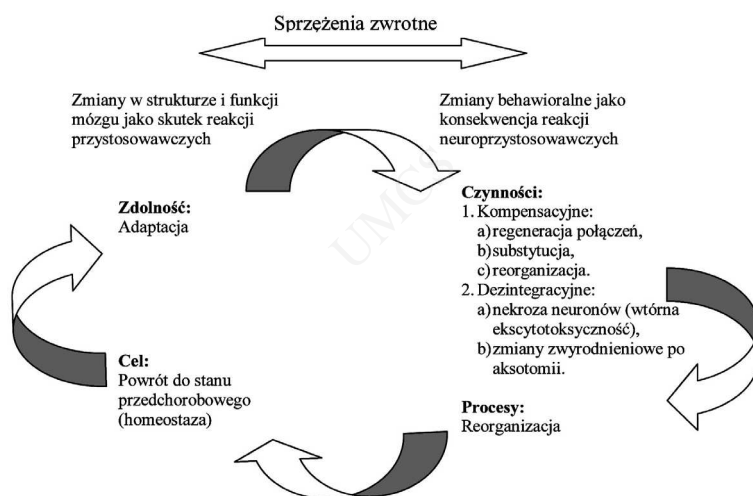 Sprzężenia zwrotne
Zmiany w strukturze i funkcji
mózgu jako skutek reakcji
przystosowawczych
Zmiany behawioralne jako
konsekwencja reakcji
neuroprzystosowawczych
Zdolność:
Adaptacja
Czynności:
1. Kompensacyjne:
a) regeneracja połączeń,
b) substytucja,
c) reorganizacja.
2. Dezintegracyjne:
a) nekroza neuronów (wtórna
ekscytotoksyczność),
b) zmiany zwyrodnieniowe po
aksotomii.
Cel:
Powrót do stanu
przedchorobowego
(homeostaza)
Procesy:
Reorganizacja
UMCS